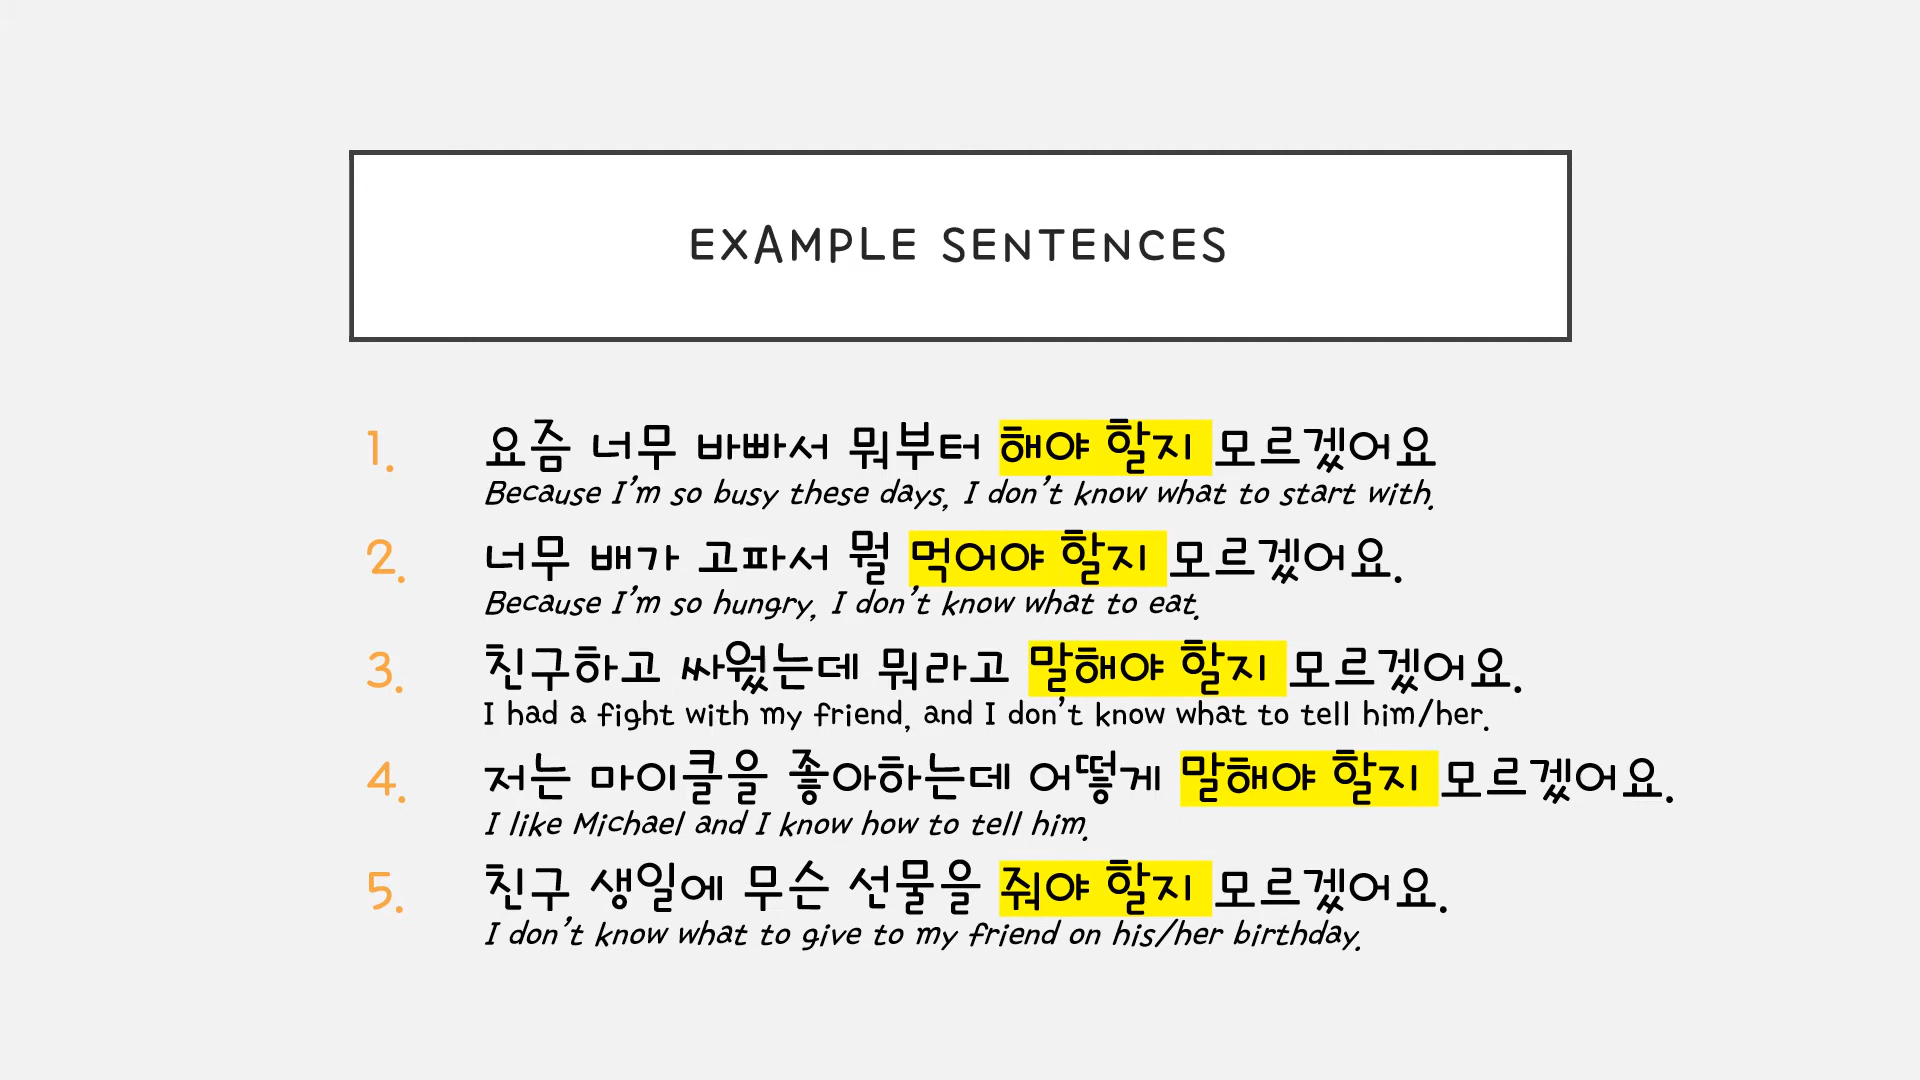 EXAMPLE SENTENCES
1. 요즘 너무 바빠서 뭐부터 해야 할지 모르겠어요
Because I'm so busy these days, I don't know what to start with.
2. 너무 배가 고파서 뭘 먹어야 할지 모르겠어요.
Because I'm so hungry, I don't know what to eat.
3. 친구하고 싸웠는데 뭐라고 말해야 할지 모르겠어요.
I had a fight with my friend, and I don't know what to tell him/her.
4. 저는 마이클을 좋아하는데 어떻게 말해야 할지 모르겠어요.
I like Michael and I know how to tell him.
5. 친구 생일에 무슨 선물을 줘야 할지 모르겠어요.
I don't know what to give to my friend on his/her birthday.